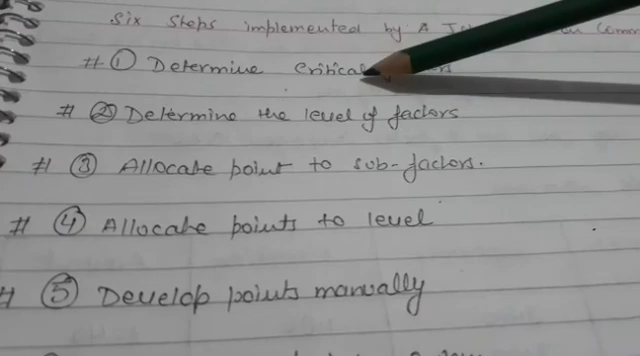 Six Steps implemented by A
# ① Determine Critical
# ② Determine the level of factors
# ③ Allocate point to sub-factors.
# ④ Allocate points to level
# ⑤ Develop points manually